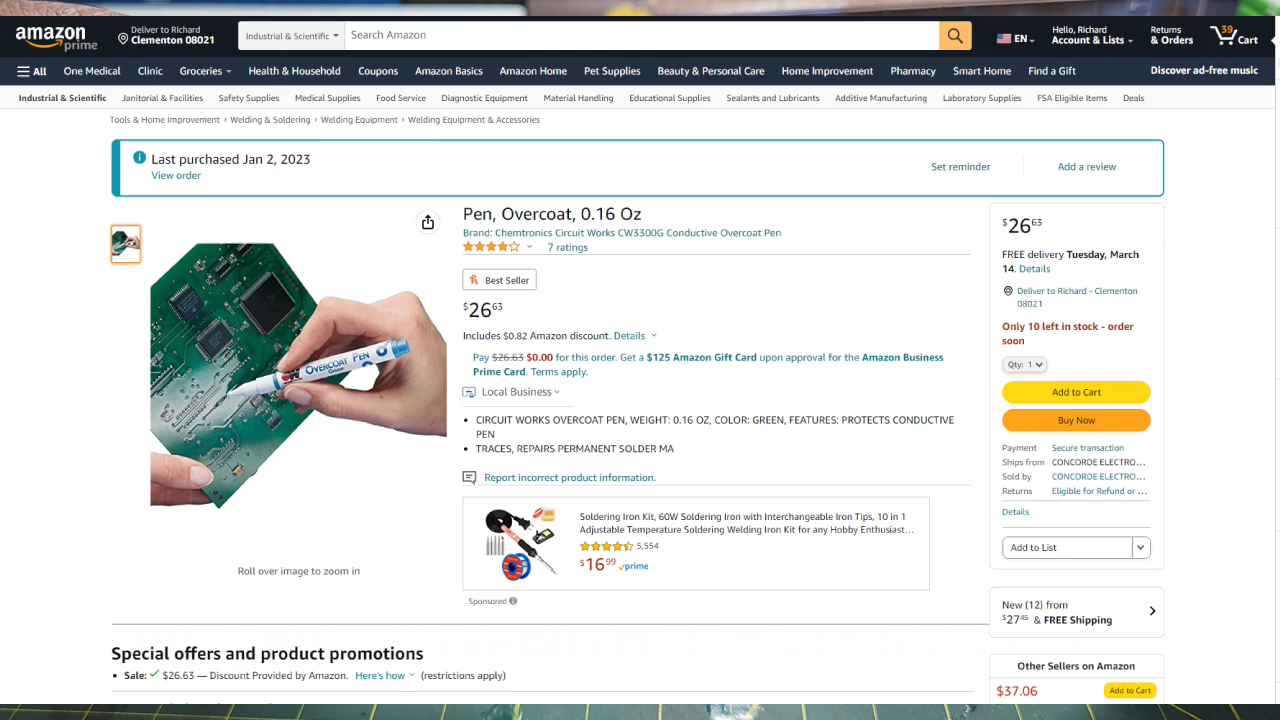 amazon prime
Deliver to Richard
Clementon 08021
Industrial & Scientific
Search Amazon
EN
Hello, Richard
Account & Lists
Returns
& Orders
39
Cart
All
One Medical
Clinic
Groceries
Health & Household
Coupons
Amazon Basics
Amazon Home
Pet Supplies
Beauty & Personal Care
Home Improvement
Pharmacy
Smart Home
Find a Gift
Discover ad-free music
Industrial & Scientific
Janitorial & Facilities
Safety Supplies
Medical Supplies
Food Service
Diagnostic Equipment
Material Handling
Educational Supplies
Sealants and Lubricants
Additive Manufacturing
Laboratory Supplies
FSA Eligible Items
Deals
Tools & Home Improvement › Welding & Soldering › Welding Equipment › Welding Equipment & Accessories
Last purchased Jan 2, 2023
View order
Set reminder
Add a review
OVERCOAT PEN
Green
Roll over image to zoom in
Pen, Overcoat, 0.16 Oz
Brand: Chemtronics Circuit Works CW3300G Conductive Overcoat Pen
7 ratings
Best Seller
$26 63
Includes $0.82 Amazon discount. Details
Pay $26.63 $0.00 for this order. Get a $125 Amazon Gift Card upon approval for the Amazon Business
Prime Card. Terms apply.
Local Business
• CIRCUIT WORKS OVERCOAT PEN, WEIGHT: 0.16 OZ, COLOR: GREEN, FEATURES: PROTECTS CONDUCTIVE
PEN
• TRACES, REPAIRS PERMANENT SOLDER MA
Report incorrect product information.
Soldering Iron Kit, 60W Soldering Iron with Interchangeable Iron Tips, 10 in 1
Adjustable Temperature Soldering Welding Iron Kit for any Hobby Enthusiast…
5,554
$16 99 prime
Sponsored
$26 63
FREE delivery Tuesday, March
14. Details
Deliver to Richard - Clementon
08021
Only 10 left in stock - order
soon
Qty: 1
Add to Cart
Buy Now
Payment Secure transaction
Ships from CONCORDE ELECTRO…
Sold by CONCORDE ELECTRO…
Returns Eligible for Refund or …
Details
Add to List
New (12) from
$27 45 & FREE Shipping
Other Sellers on Amazon
$37.06
Add to Cart
Special offers and product promotions
• Sale: $26.63 — Discount Provided by Amazon. Here's how (restrictions apply)